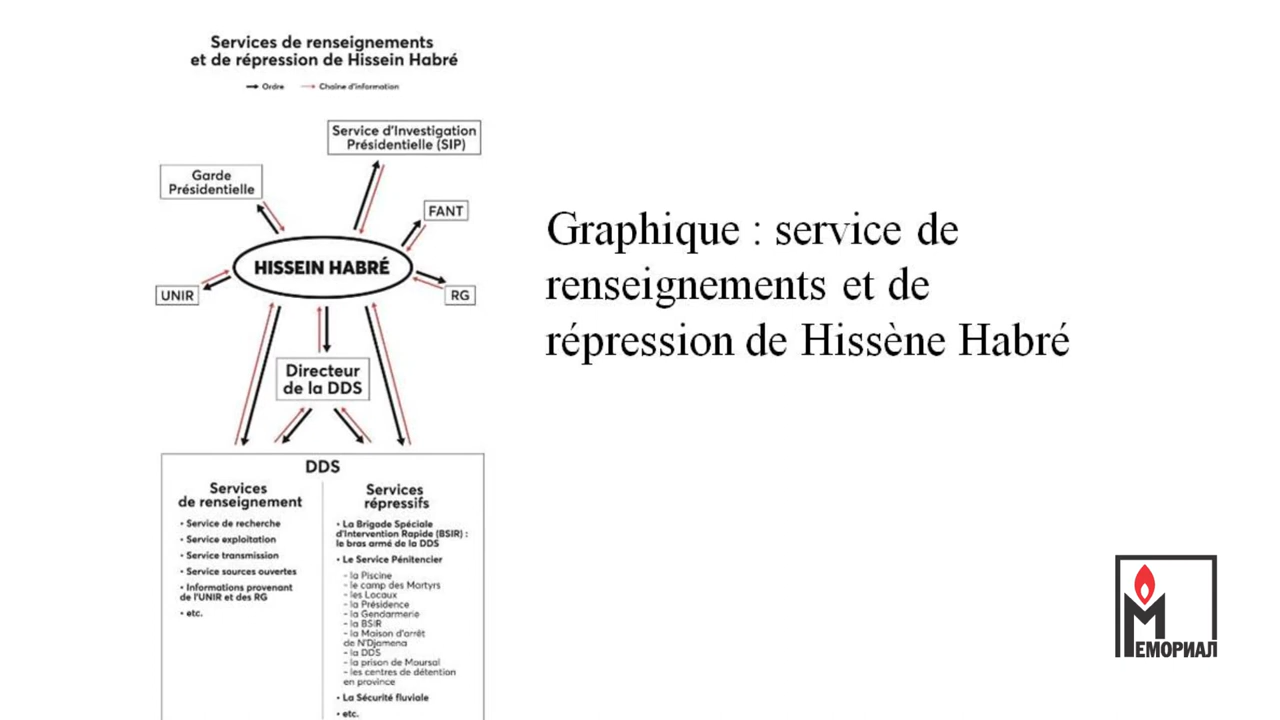 Services de renseignements
et de répression de Hissein Habré
Ordre
Chaîne d'information
Service d'Investigation
Présidentielle (SIP)
Garde
Présidentielle
FANT
HISSEIN HABRÉ
UNIR
RG
Directeur
de la DDS
DDS
Services
de renseignement
• Service de recherche
• Service exploitation
• Service transmission
• Service sources ouvertes
• Informations provenant
de l'UNIR et des RG
• etc.
Services
répressifs
• La Brigade Spéciale
d'Intervention Rapide (BSIR) :
le bras armé de la DDS
• Le Service Pénitencier
- la Piscine
- le camp des Martyrs
- les Locaux
- la Présidence
- la Gendarmerie
- la BSIR
- la Maison d'arrêt
de N'Djamena
- la DDS
- la prison de Moursal
- les centres de détention
en province
• La Sécurité fluviale
• etc.
Graphique : service de
renseignements et de
répression de Hissène Habré
МЕМОРИАЛ